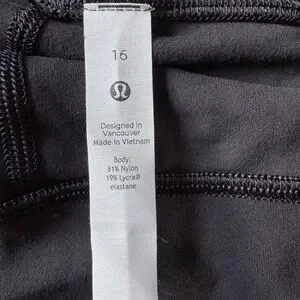 16
Designed in
Vancouver
Made in Vietnam
Body:
81% Nylon
19% Lycra®
elastane